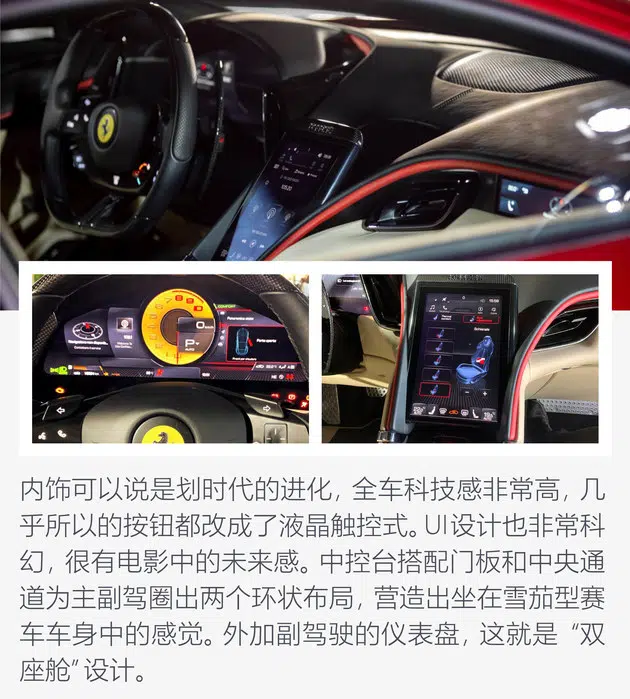 COMFORT
P
AUTO
Porta aperta
内饰可以说是划时代的进化，全车科技感非常高，几
乎所以的按钮都改成了液晶触控式。UI设计也非常科
幻，很有电影中的未来感。中控台搭配门板和中央通
道为主副驾圈出两个环状布局，营造出坐在雪茄型赛
车车身中的感觉。外加副驾驶的仪表盘，这就是“双
座舱”设计。